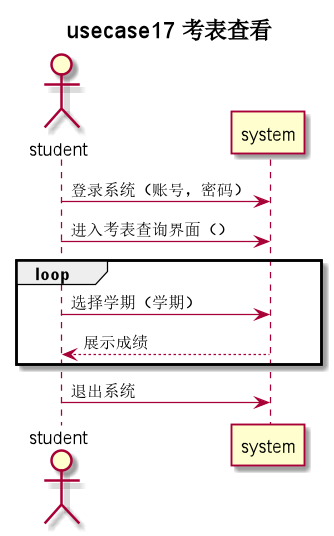 usecase17 考表查看
student
system
登录系统（账号，密码）
进入考表查询界面（）
loop
选择学期（学期）
展示成绩
退出系统
student
system